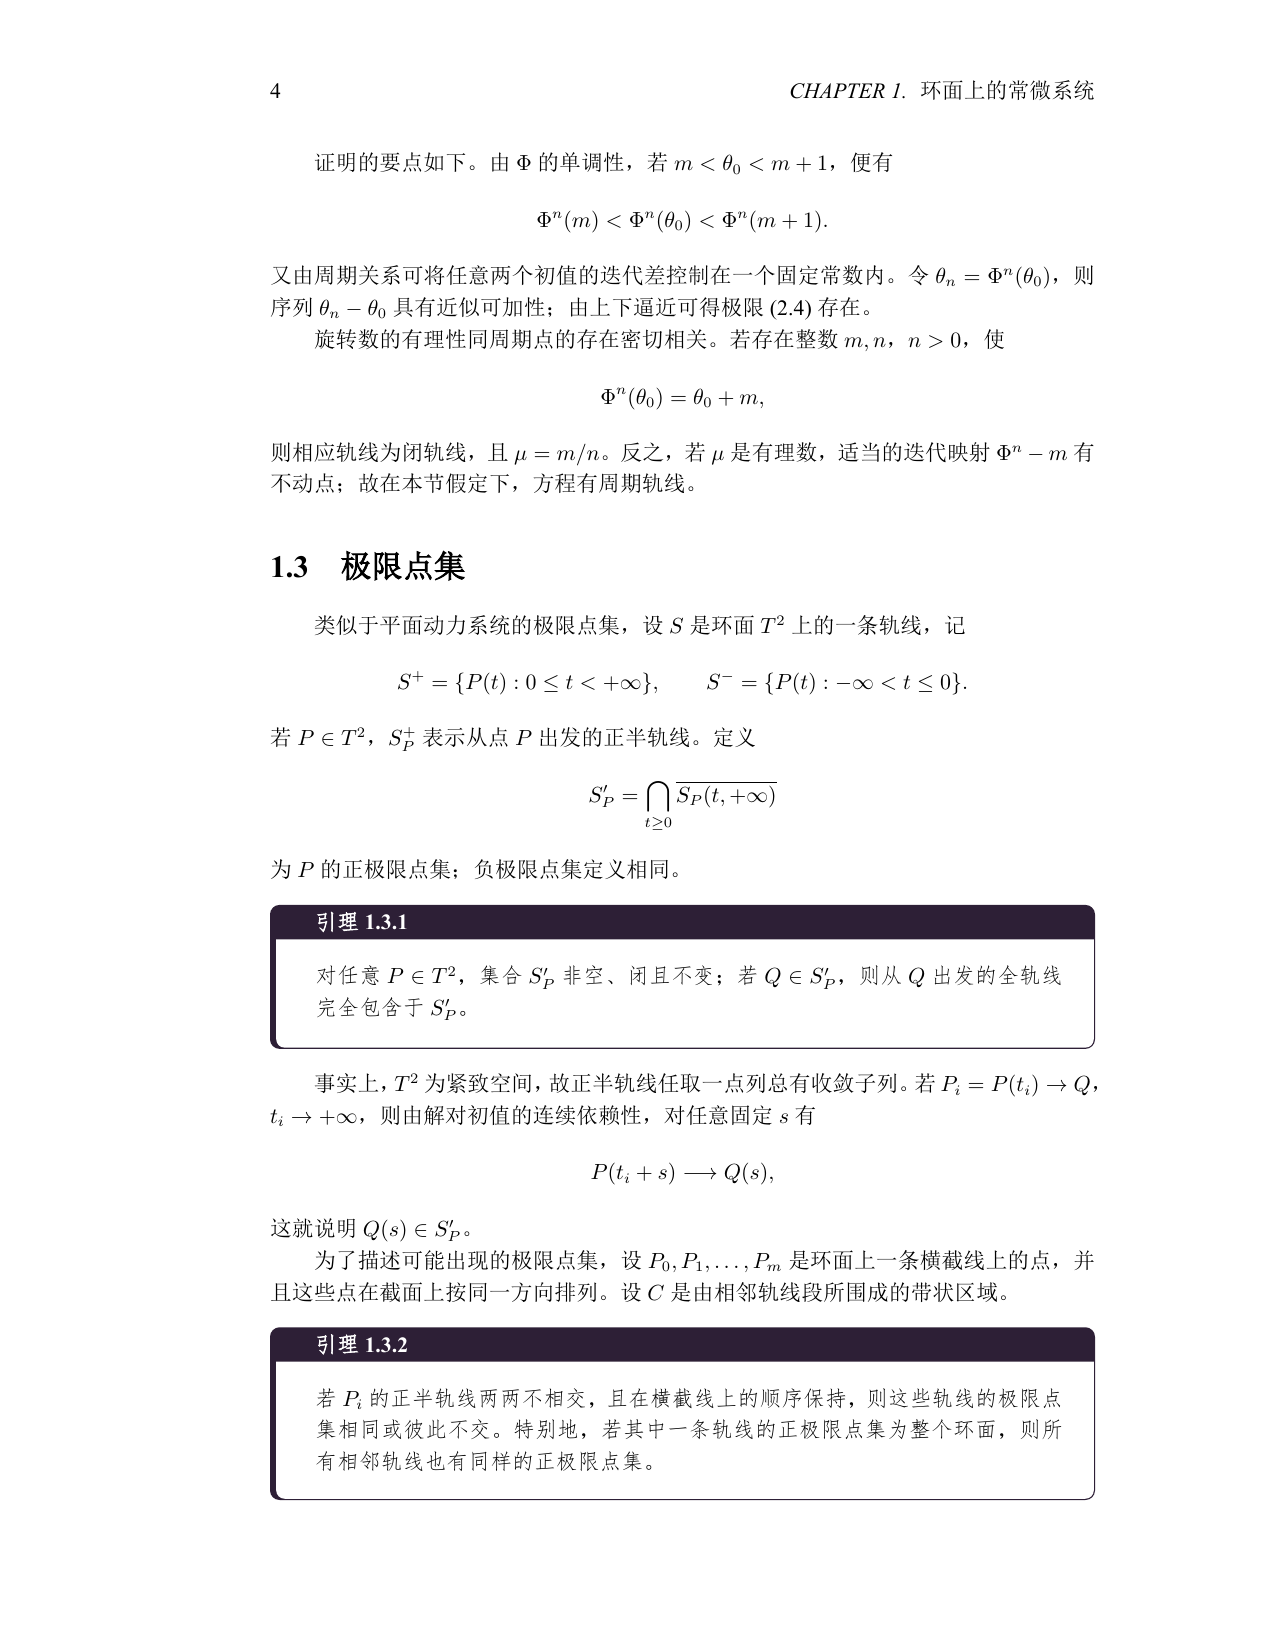 4
CHAPTER 1. 环面上的常微系统
证明的要点如下。由 Φ 的单调性，若 m < θ₀ < m + 1，便有
Φⁿ(m) < Φⁿ(θ₀) < Φⁿ(m + 1).
又由周期关系可将任意两个初值的迭代差控制在一个固定常数内。令 θₙ = Φⁿ(θ₀)，则
序列 θₙ − θ₀ 具有近似可加性；由上下逼近可得极限 (2.4) 存在。
旋转数的有理性同周期点的存在密切相关。若存在整数 m, n，n > 0，使
Φⁿ(θ₀) = θ₀ + m,
则相应轨线为闭轨线，且 μ = m/n。反之，若 μ 是有理数，适当的迭代映射 Φⁿ − m 有
不动点；故在本节假定下，方程有周期轨线。
1.3 极限点集
类似于平面动力系统的极限点集，设 S 是环面 T² 上的一条轨线，记
S⁺ = {P(t) : 0 ≤ t < +∞}, S⁻ = {P(t) : −∞ < t ≤ 0}.
若 P ∈ T²，S_P⁺ 表示从点 P 出发的正半轨线。定义
S′_P = ⋂_{t≥0} \overline{S_P(t, +∞)}
为 P 的正极限点集；负极限点集定义相同。
引理 1.3.1
对任意 P ∈ T²，集合 S′_P 非空、闭且不变；若 Q ∈ S′_P，则从 Q 出发的全轨线
完全包含于 S′_P。
事实上，T² 为紧致空间，故正半轨线任取一点列总有收敛子列。若 P_i = P(t_i) → Q，
t_i → +∞，则由解对初值的连续依赖性，对任意固定 s 有
P(t_i + s) ⟶ Q(s),
这就说明 Q(s) ∈ S′_P。
为了描述可能出现的极限点集，设 P₀, P₁, . . . , P_m 是环面上一条横截线上的点，并
且这些点在截面上按同一方向排列。设 C 是由相邻轨线段所围成的带状区域。
引理 1.3.2
若 P_i 的正半轨线两两不相交，且在横截线上的顺序保持，则这些轨线的极限点
集相同或彼此不交。特别地，若其中一条轨线的正极限点集为整个环面，则所
有相邻轨线也有同样的正极限点集。